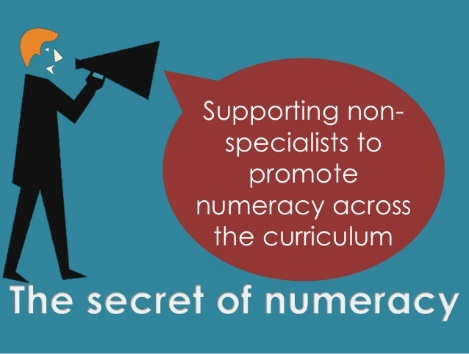 Supporting non-
specialists to
promote
numeracy across
the curriculum
The secret of numeracy